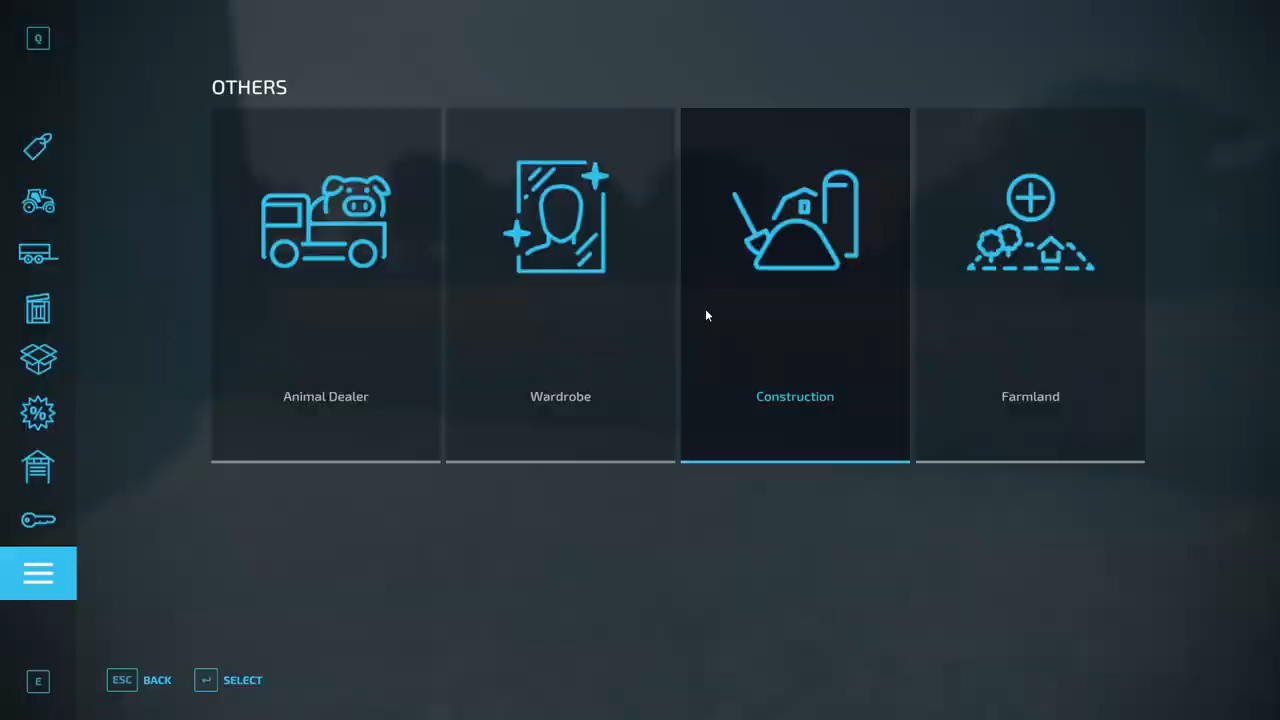 Q
OTHERS
Animal Dealer
Wardrobe
Construction
Farmland
%
E
ESC BACK
SELECT